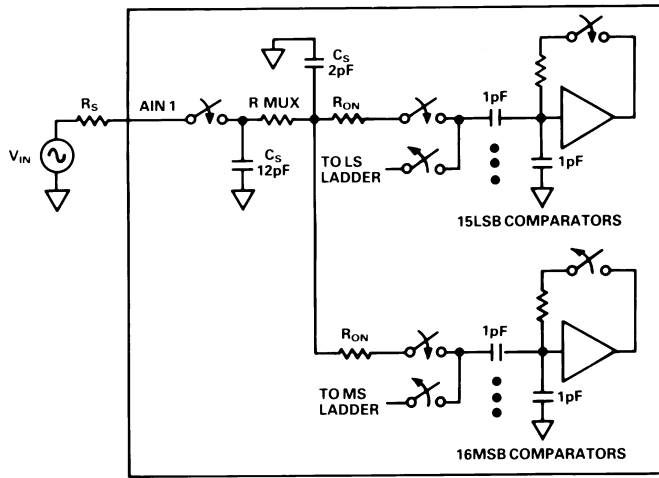 C_S
2pF
R_S
AIN 1
R MUX
R_ON
1pF
V_IN
C_S
12pF
TO LS
LADDER
1pF
15LSB COMPARATORS
R_ON
1pF
TO MS
LADDER
1pF
16MSB COMPARATORS